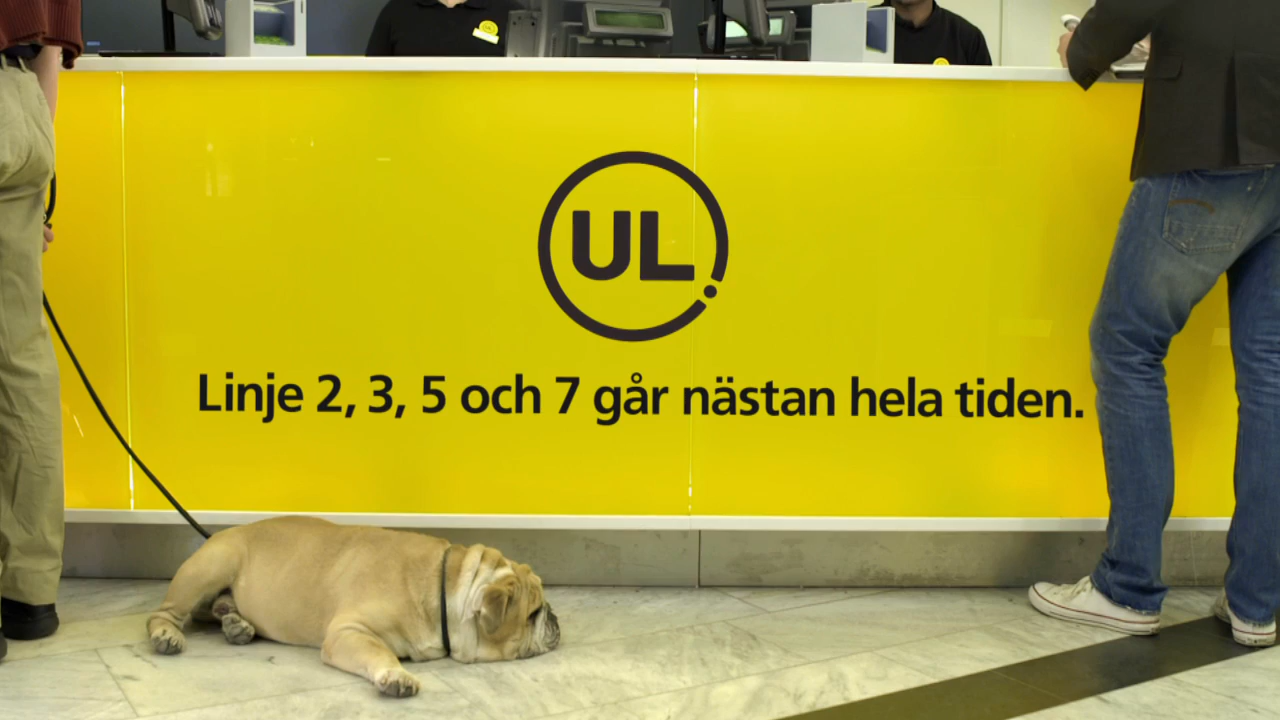 UL
Linje 2, 3, 5 och 7 går nästan hela tiden.